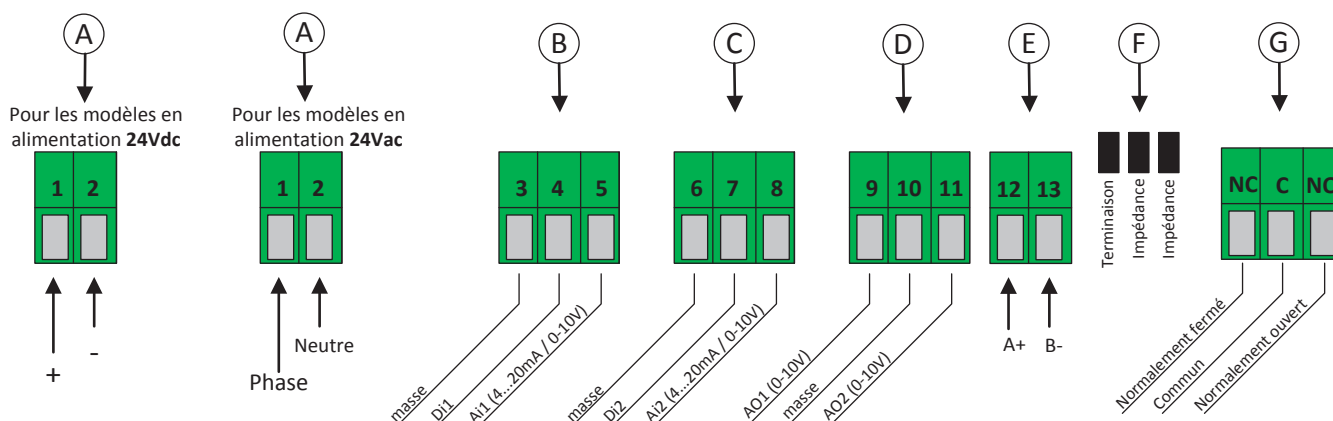 A
A
B
C
D
E
F
G
Pour les modèles en
alimentation 24Vdc
Pour les modèles en
alimentation 24Vac
1 2
1 2
3 4 5
6 7 8
9 10 11
12 13
NC C NC
Terminaison
Impédance
Impédance
+
-
Phase
Neutre
masse
Di1
Ai1 (4...20mA / 0-10V)
masse
Di2
Ai2 (4...20mA / 0-10V)
AO1 (0-10V)
masse
AO2 (0-10V)
A+
B-
Normalement fermé
Commun
Normalement ouvert